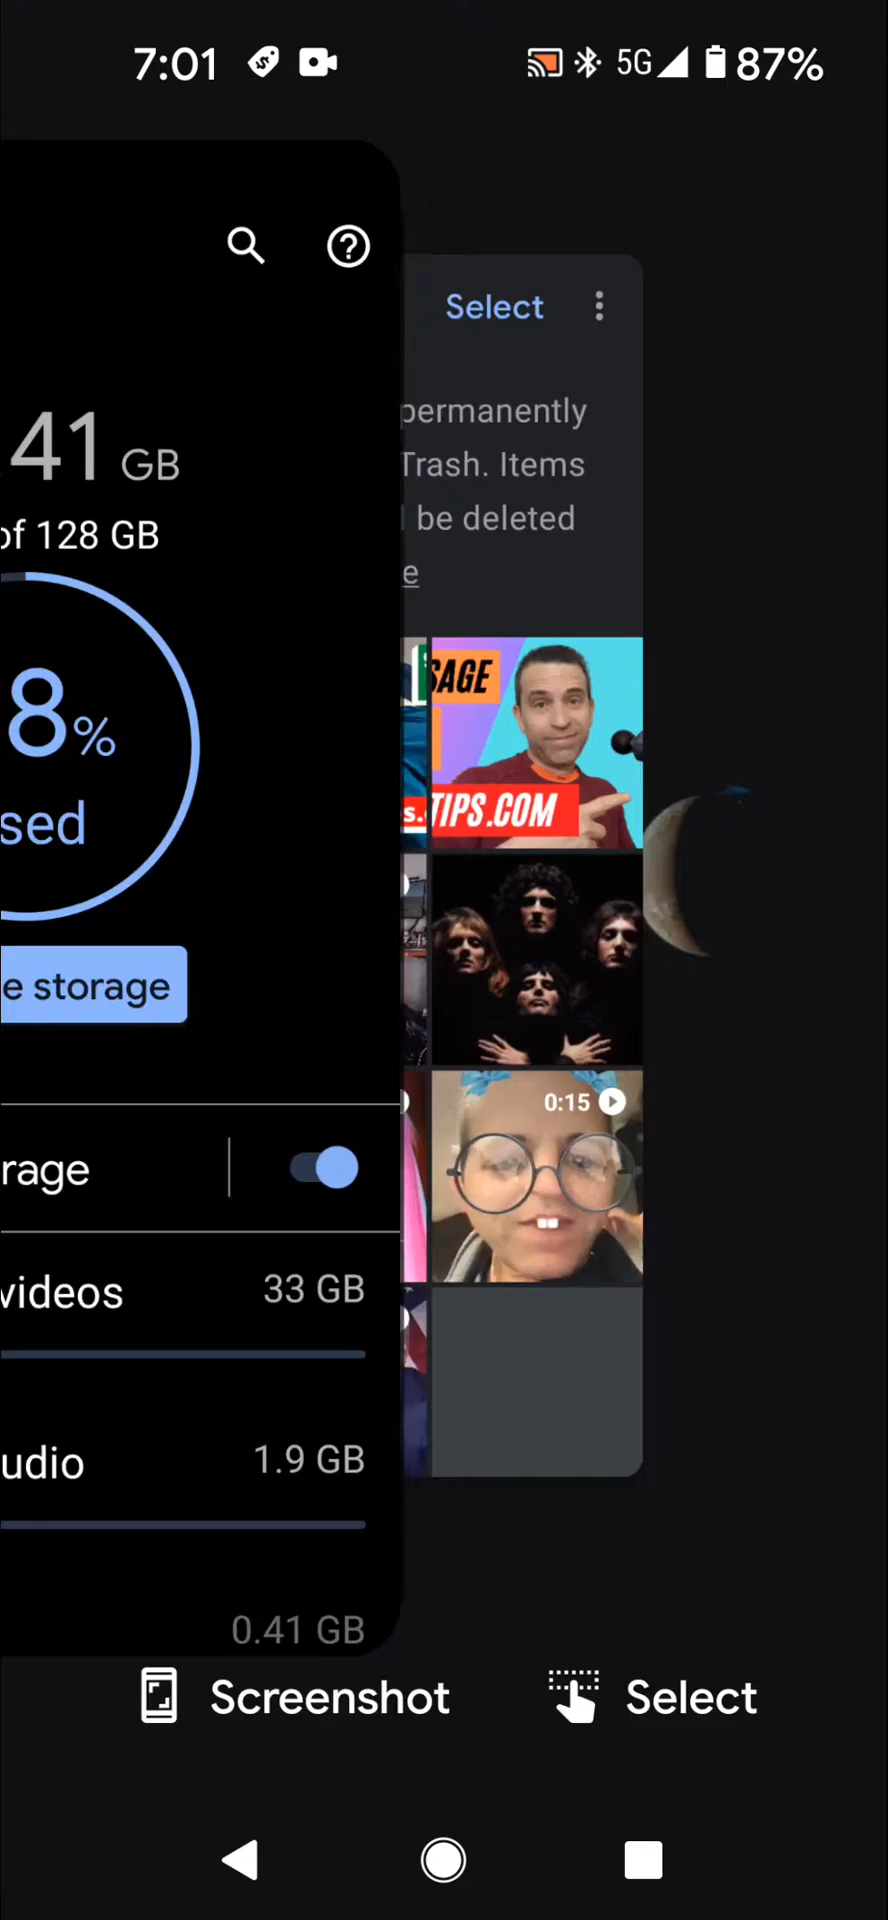 7:01
5G
87%
Select
.41 GB
of 128 GB
8%
sed
e storage
rage
videos
33 GB
udio
1.9 GB
0.41 GB
permanently
Trash. Items
be deleted
e
SAGE
s.
TIPS.COM
0:15
Screenshot
Select